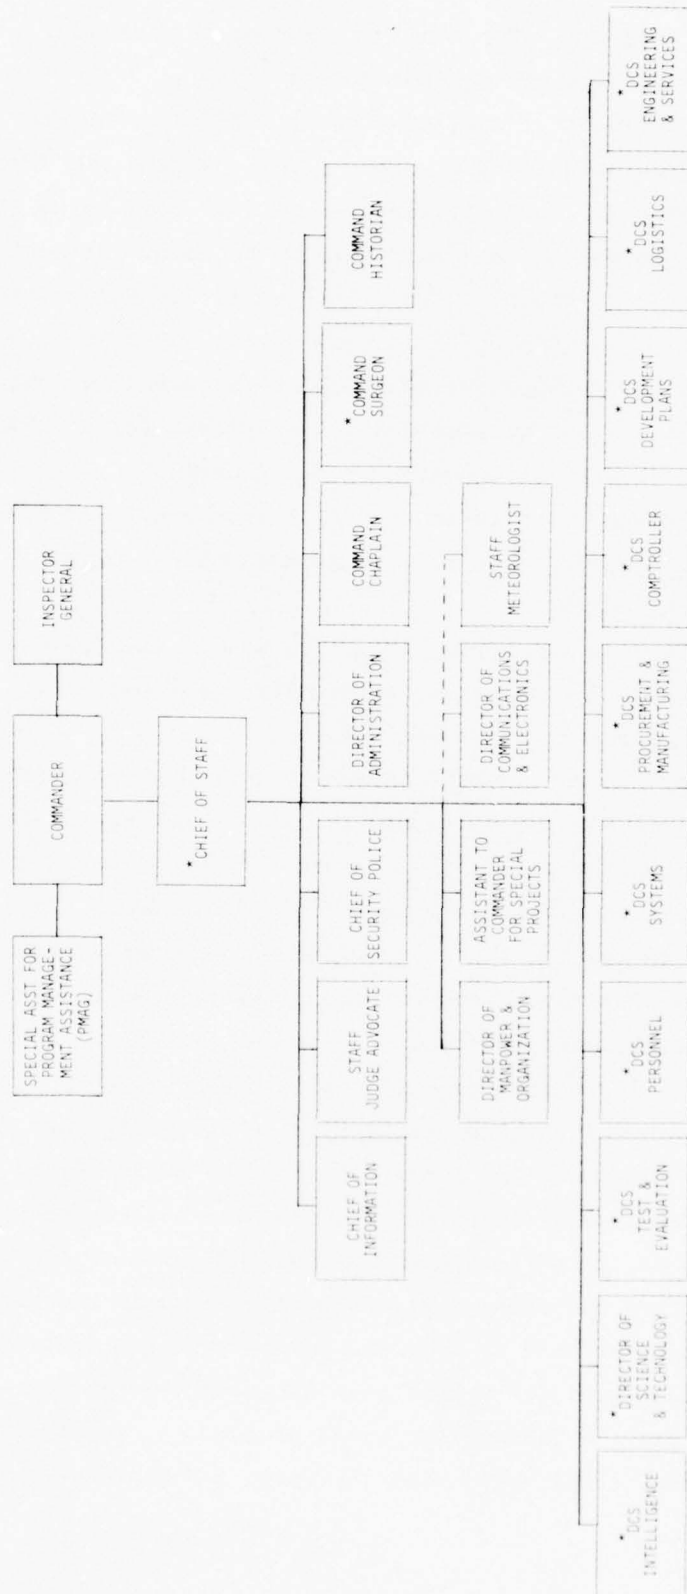 SPECIAL ASST FOR
PROGRAM MANAGE-
MENT ASSISTANCE
(PMAG)
COMMANDER
INSPECTOR
GENERAL
* CHIEF OF STAFF
CHIEF OF
INFORMATION
STAFF
JUDGE ADVOCATE
CHIEF OF
SECURITY POLICE
DIRECTOR OF
ADMINISTRATION
COMMAND
CHAPLAIN
* COMMAND
SURGEON
COMMAND
HISTORIAN
DIRECTOR OF
MANPOWER &
ORGANIZATION
ASSISTANT TO
COMMANDER
FOR SPECIAL
PROJECTS
DIRECTOR OF
COMMUNICATIONS
& ELECTRONICS
STAFF
METEOROLOGIST
* DCS
INTELLIGENCE
* DIRECTOR OF
SCIENCE
& TECHNOLOGY
* DCS
TEST &
EVALUATION
* DCS
PERSONNEL
* DCS
SYSTEMS
* DCS
PROCUREMENT &
MANUFACTURING
* DCS
COMPTROLLER
* DCS
DEVELOPMENT
PLANS
* DCS
LOGISTICS
* DCS
ENGINEERING
& SERVICES